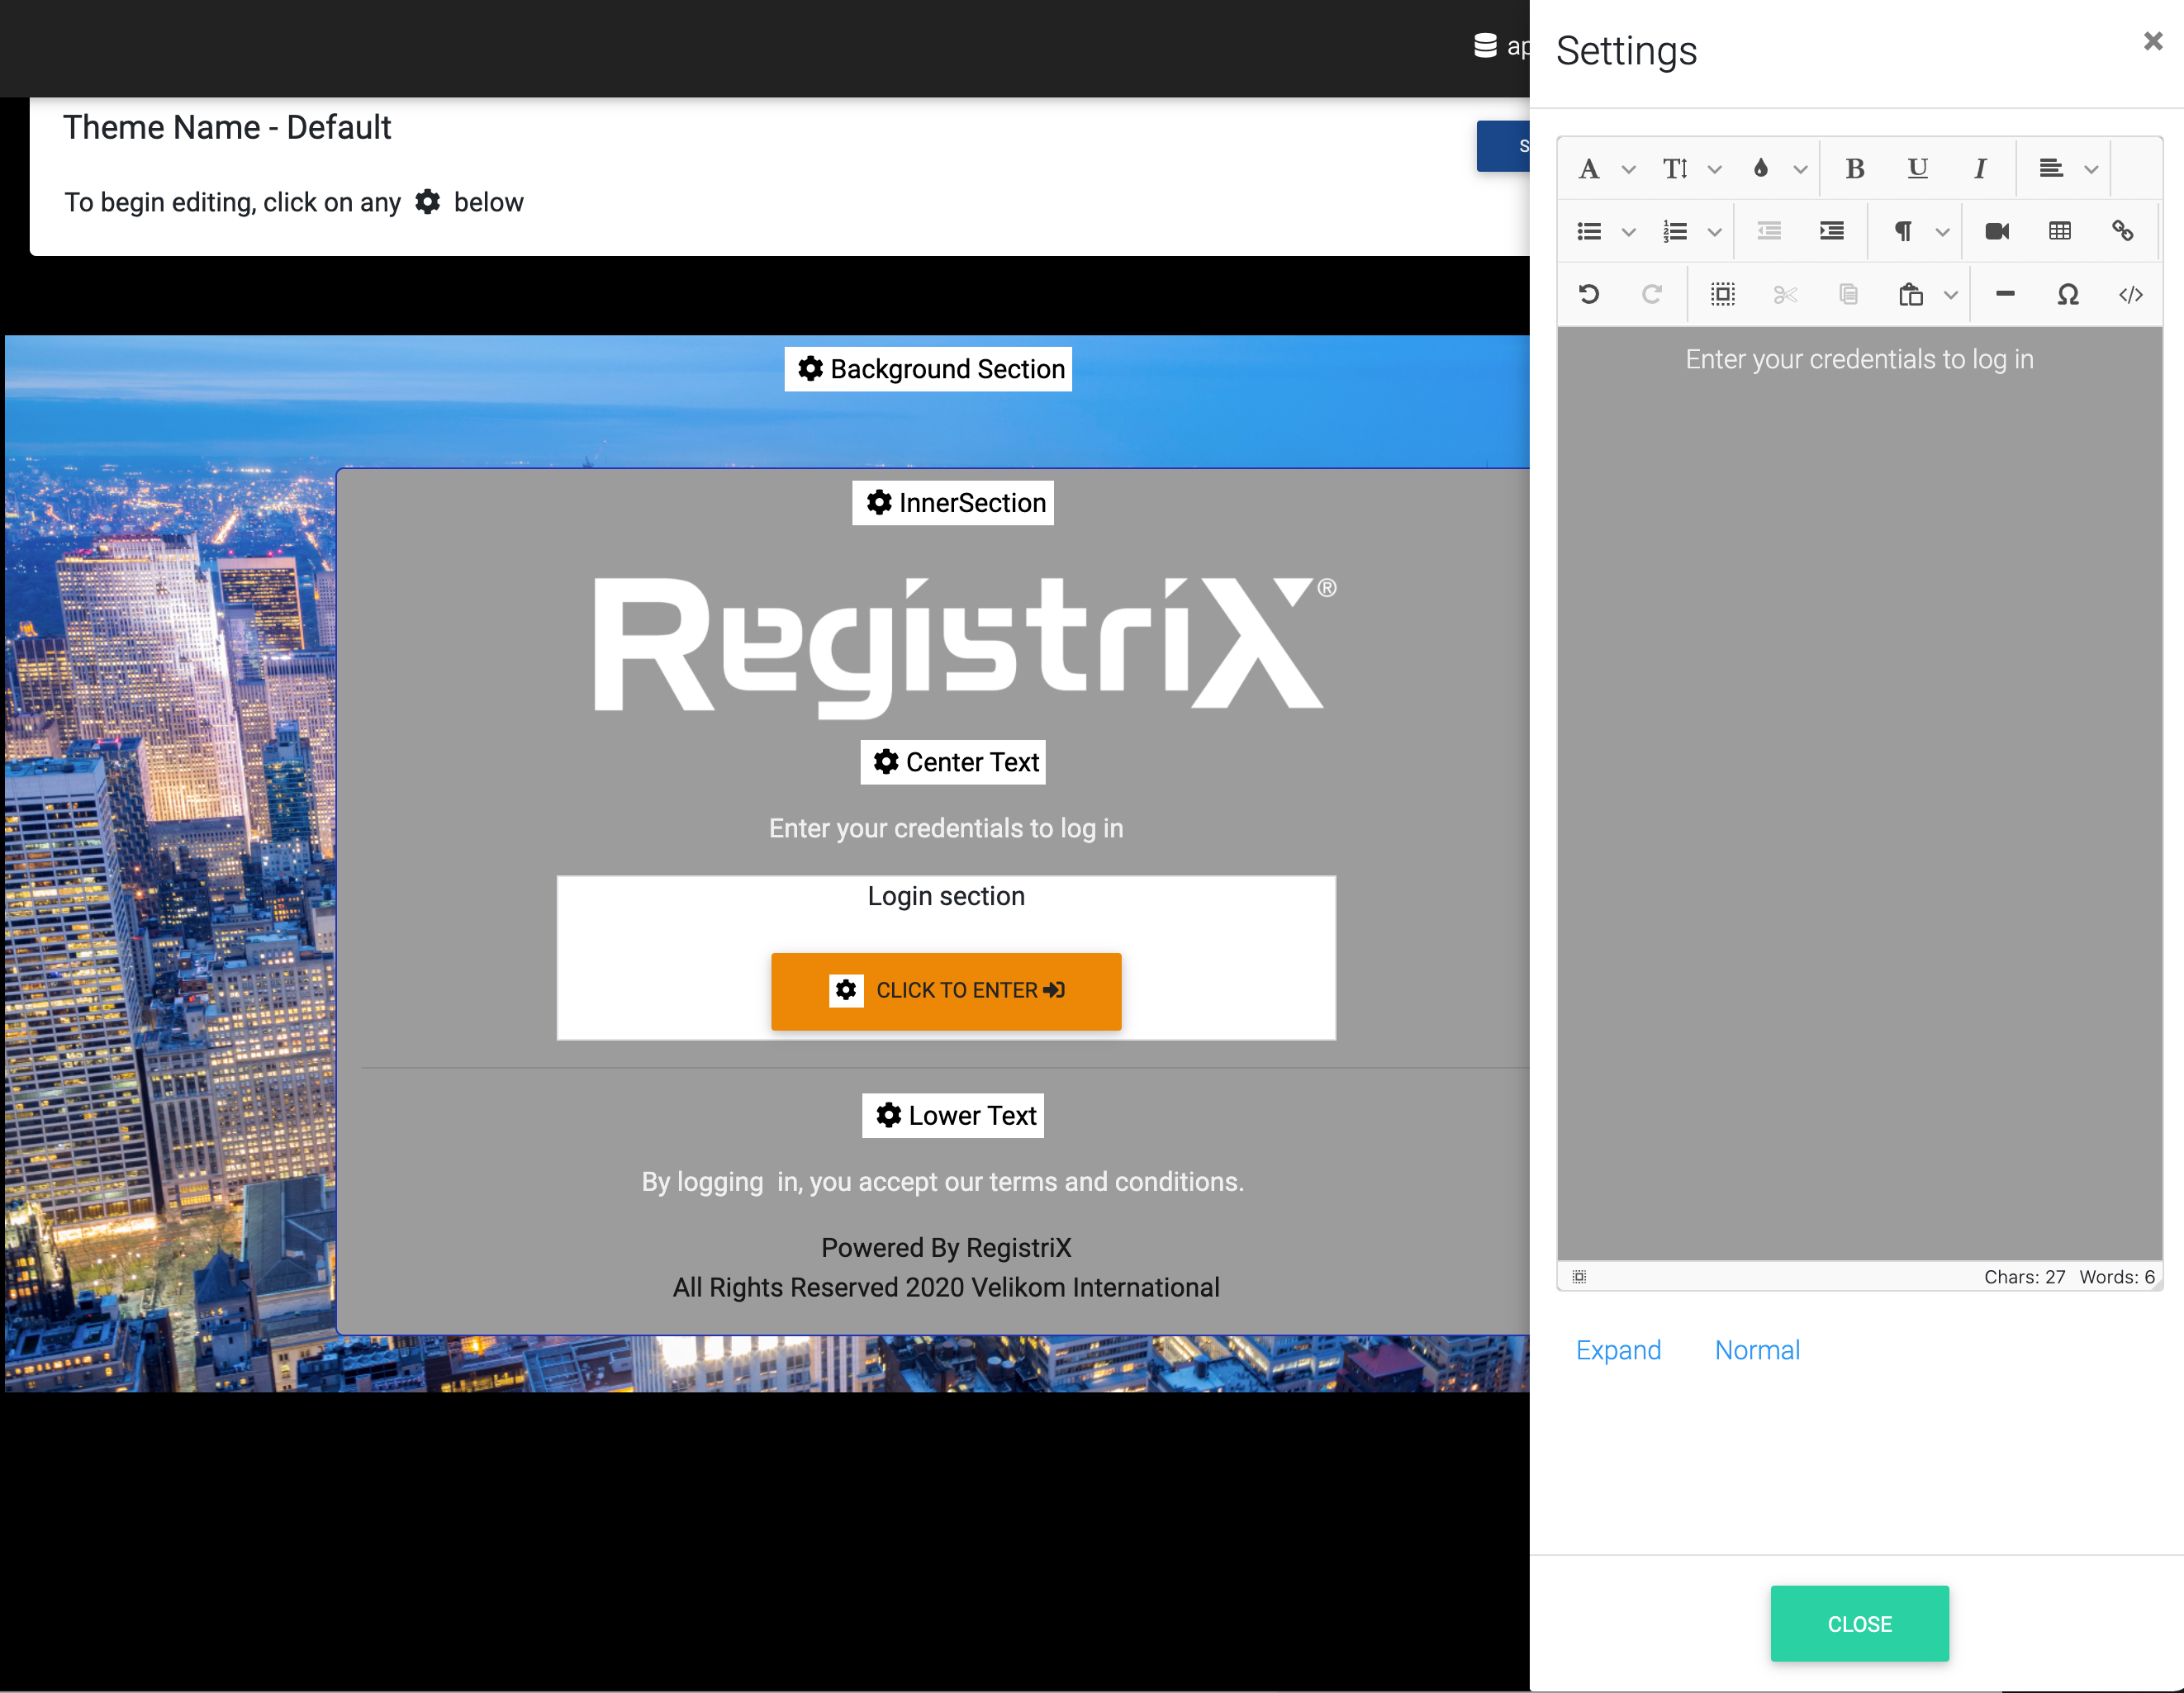 Theme Name - Default
To begin editing, click on any below
Background Section
InnerSection
RegistriX®
Center Text
Enter your credentials to log in
Login section
CLICK TO ENTER
Lower Text
By logging  in, you accept our terms and conditions.
Powered By RegistriX
All Rights Reserved 2020 Velikom International
Settings
Enter your credentials to log in
Chars: 27 Words: 6
Expand Normal
CLOSE